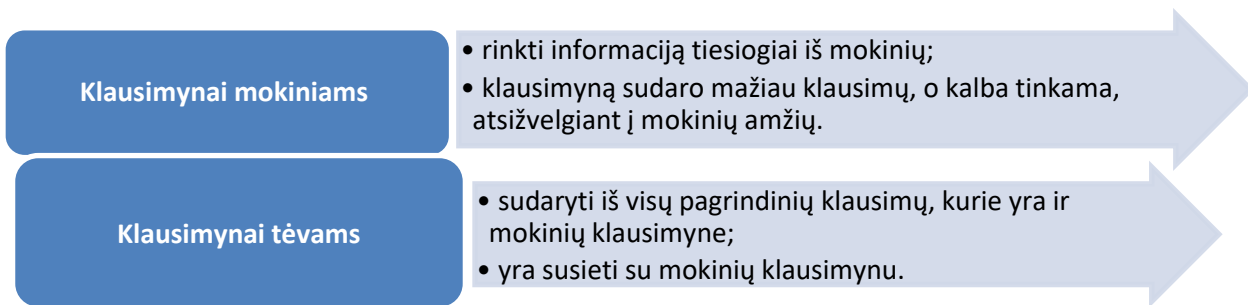 Klausimynai mokiniams
• rinkti informaciją tiesiogiai iš mokinių;
• klausimyną sudaro mažiau klausimų, o kalba tinkama,
atsižvelgiant į mokinių amžių.
Klausimynai tėvams
• sudaryti iš visų pagrindinių klausimų, kurie yra ir
mokinių klausimyne;
• yra susieti su mokinių klausimynu.